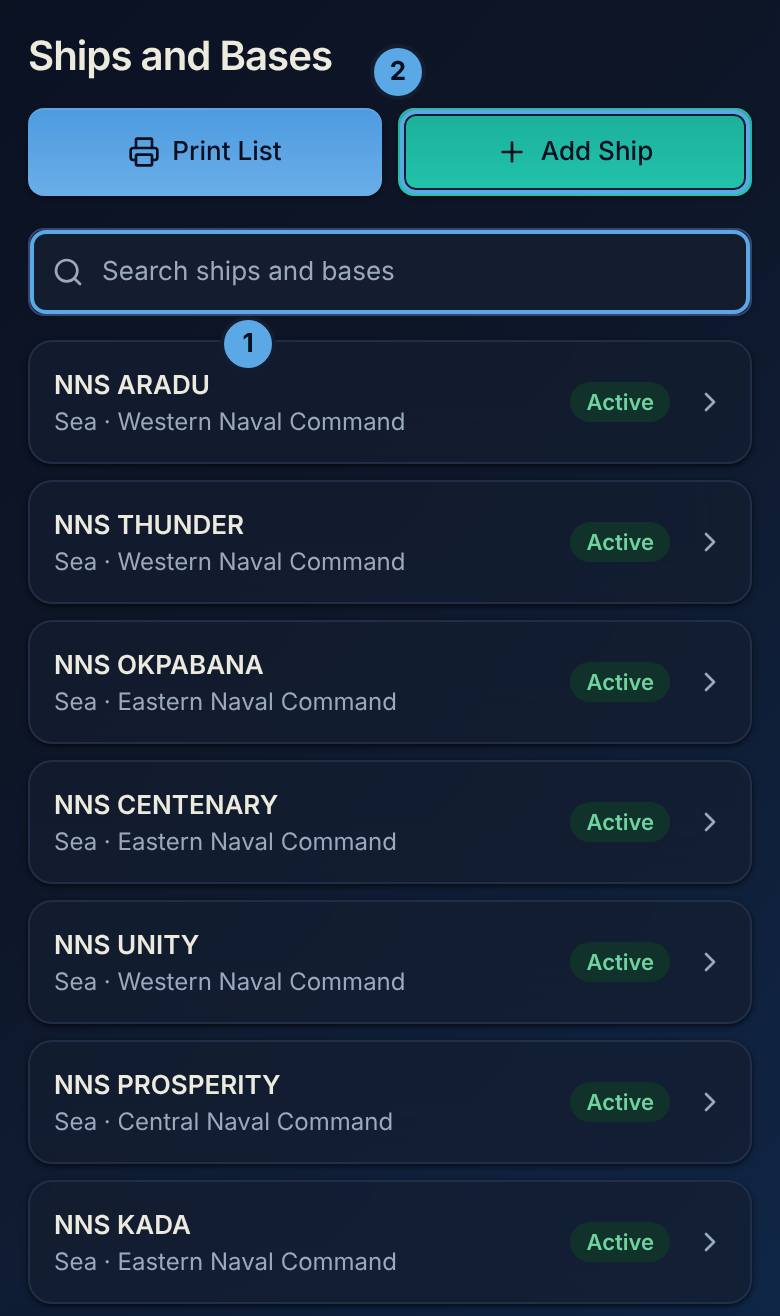 Ships and Bases
2
Print List
Add Ship
Search ships and bases
1
NNS ARADU
Sea · Western Naval Command
Active
NNS THUNDER
Sea · Western Naval Command
Active
NNS OKPABANA
Sea · Eastern Naval Command
Active
NNS CENTENARY
Sea · Eastern Naval Command
Active
NNS UNITY
Sea · Western Naval Command
Active
NNS PROSPERITY
Sea · Central Naval Command
Active
NNS KADA
Sea · Eastern Naval Command
Active